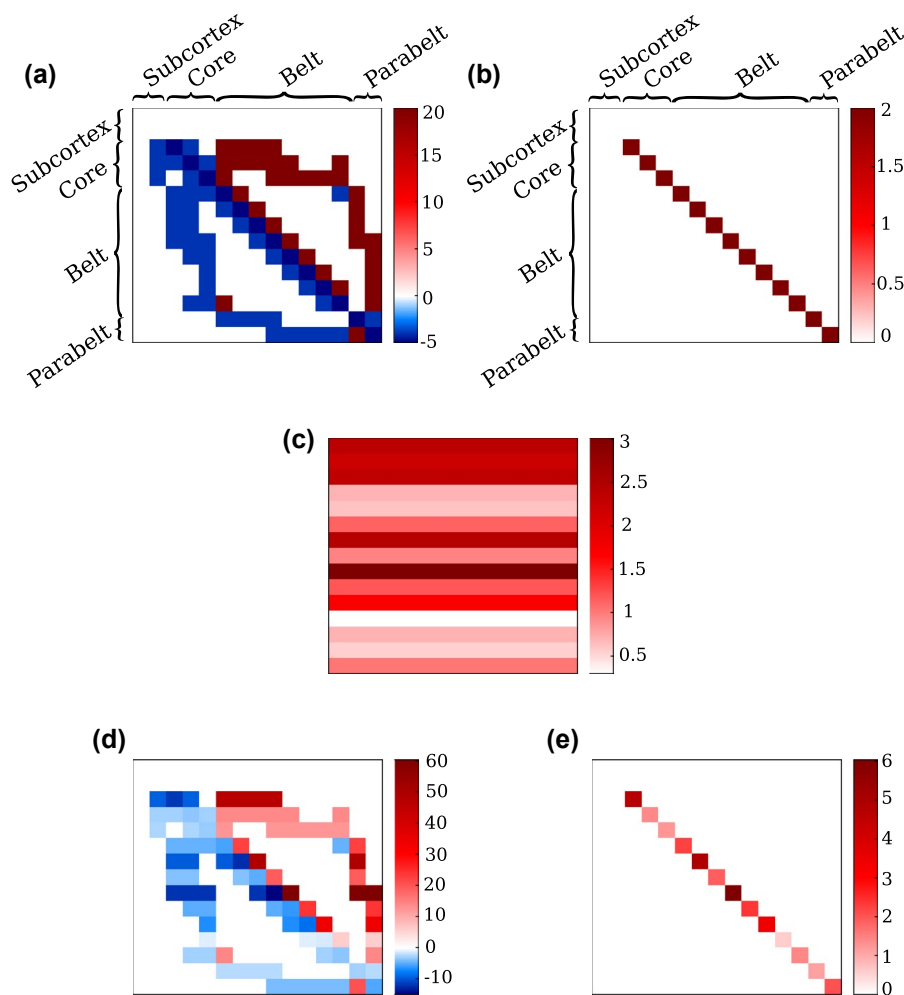 (a)
Subcortex
Core
Belt
Parabelt
Subcortex
Core
Belt
Parabelt
20
15
10
5
0
-5
(b)
Subcortex
Core
Belt
Parabelt
Subcortex
Core
Belt
Parabelt
2
1.5
1
0.5
0
(c)
3
2.5
2
1.5
1
0.5
(d)
60
50
40
30
20
10
0
-10
(e)
6
5
4
3
2
1
0